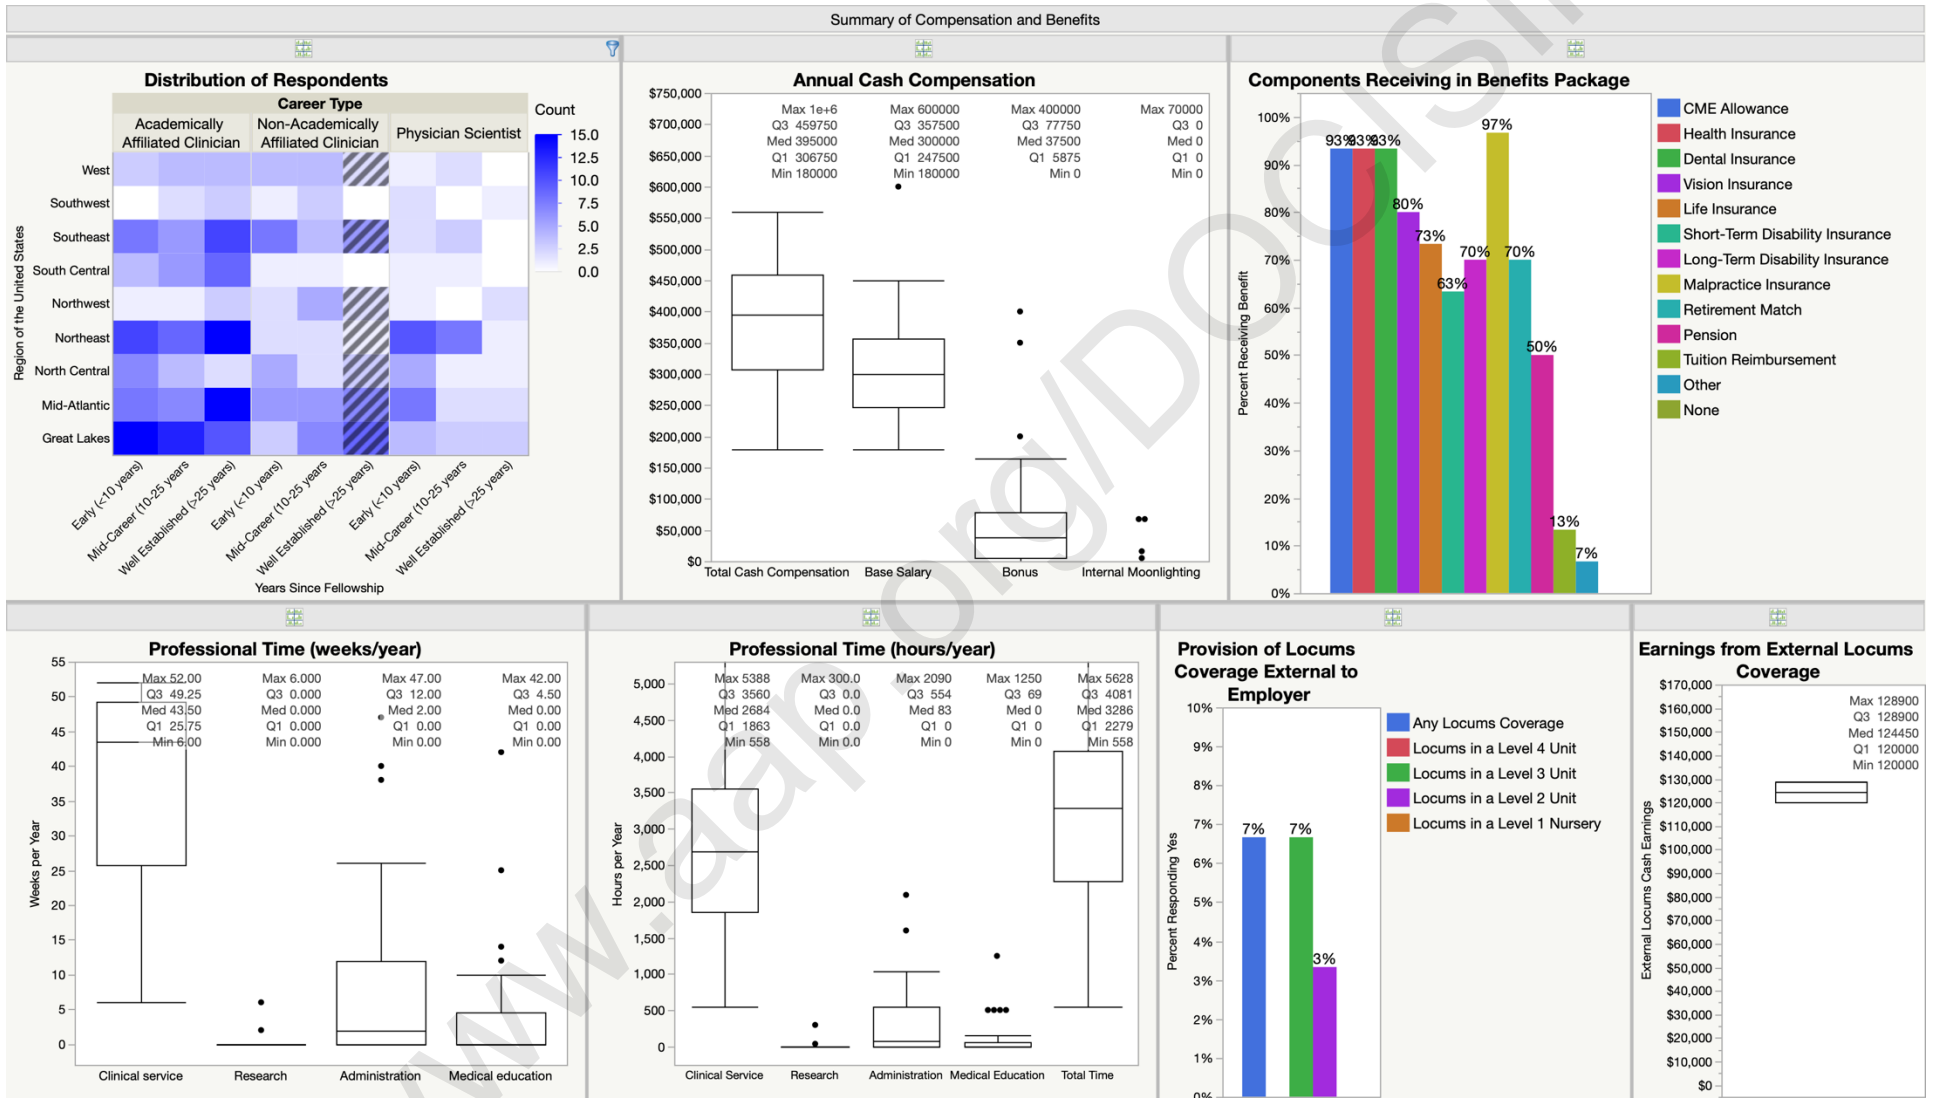 Summary of Compensation and Benefits
Distribution of Respondents
Career Type
Academically
Affiliated Clinician
Non-Academically
Affiliated Clinician
Physician Scientist
Count
15.0
12.5
10.0
7.5
5.0
2.5
0.0
Region of the United States
West
Southwest
Southeast
South Central
Northwest
Northeast
North Central
Mid-Atlantic
Great Lakes
Early (<10 years)
Mid-Career (10-25 years
Well Established (>25 years)
Early (<10 years)
Mid-Career (10-25 years
Well Established (>25 years)
Early (<10 years)
Mid-Career (10-25 years
Well Established (>25 years)
Years Since Fellowship
Annual Cash Compensation
$750,000
$700,000
$650,000
$600,000
$550,000
$500,000
$450,000
$400,000
$350,000
$300,000
$250,000
$200,000
$150,000
$100,000
$50,000
$0
Max 1e+6
Q3 459750
Med 395000
Q1 306750
Min 180000
Max 600000
Q3 357500
Med 300000
Q1 247500
Min 180000
Max 400000
Q3 77750
Med 37500
Q1 5875
Min 0
Max 70000
Q3 0
Med 0
Q1 0
Min 0
Total Cash Compensation
Base Salary
Bonus
Internal Moonlighting
Components Receiving in Benefits Package
Percent Receiving Benefit
100%
90%
80%
70%
60%
50%
40%
30%
20%
10%
0%
93%
93%
93%
80%
73%
63%
70%
97%
70%
50%
13%
7%
CME Allowance
Health Insurance
Dental Insurance
Vision Insurance
Life Insurance
Short-Term Disability Insurance
Long-Term Disability Insurance
Malpractice Insurance
Retirement Match
Pension
Tuition Reimbursement
Other
None
Professional Time (weeks/year)
Weeks per Year
55
50
45
40
35
30
25
20
15
10
5
0
Max 52.00
Q3 49.25
Med 43.50
Q1 25.75
Min 6.00
Max 6.000
Q3 0.000
Med 0.000
Q1 0.000
Min 0.000
Max 47.00
Q3 12.00
Med 2.00
Q1 0.00
Min 0.00
Max 42.00
Q3 4.50
Med 0.00
Q1 0.00
Min 0.00
Clinical service
Research
Administration
Medical education
Professional Time (hours/year)
Hours per Year
5,000
4,500
4,000
3,500
3,000
2,500
2,000
1,500
1,000
500
0
Max 5388
Q3 3560
Med 2684
Q1 1863
Min 558
Max 300.0
Q3 0.0
Med 0.0
Q1 0.0
Min 0.0
Max 2090
Q3 554
Med 83
Q1 0
Min 0
Max 1250
Q3 69
Med 0
Q1 0
Min 0
Max 5628
Q3 4081
Med 3286
Q1 2279
Min 558
Clinical Service
Research
Administration
Medical Education
Total Time
Provision of Locums
Coverage External to
Employer
Percent Responding Yes
10%
9%
8%
7%
6%
5%
4%
3%
2%
1%
0%
7%
7%
3%
Any Locums Coverage
Locums in a Level 4 Unit
Locums in a Level 3 Unit
Locums in a Level 2 Unit
Locums in a Level 1 Nursery
Earnings from External Locums
Coverage
External Locums Cash Earnings
$170,000
$160,000
$150,000
$140,000
$130,000
$120,000
$110,000
$100,000
$90,000
$80,000
$70,000
$60,000
$50,000
$40,000
$30,000
$20,000
$10,000
$0
Max 128900
Q3 128900
Med 124450
Q1 120000
Min 120000
www.aap.org/DOCIS